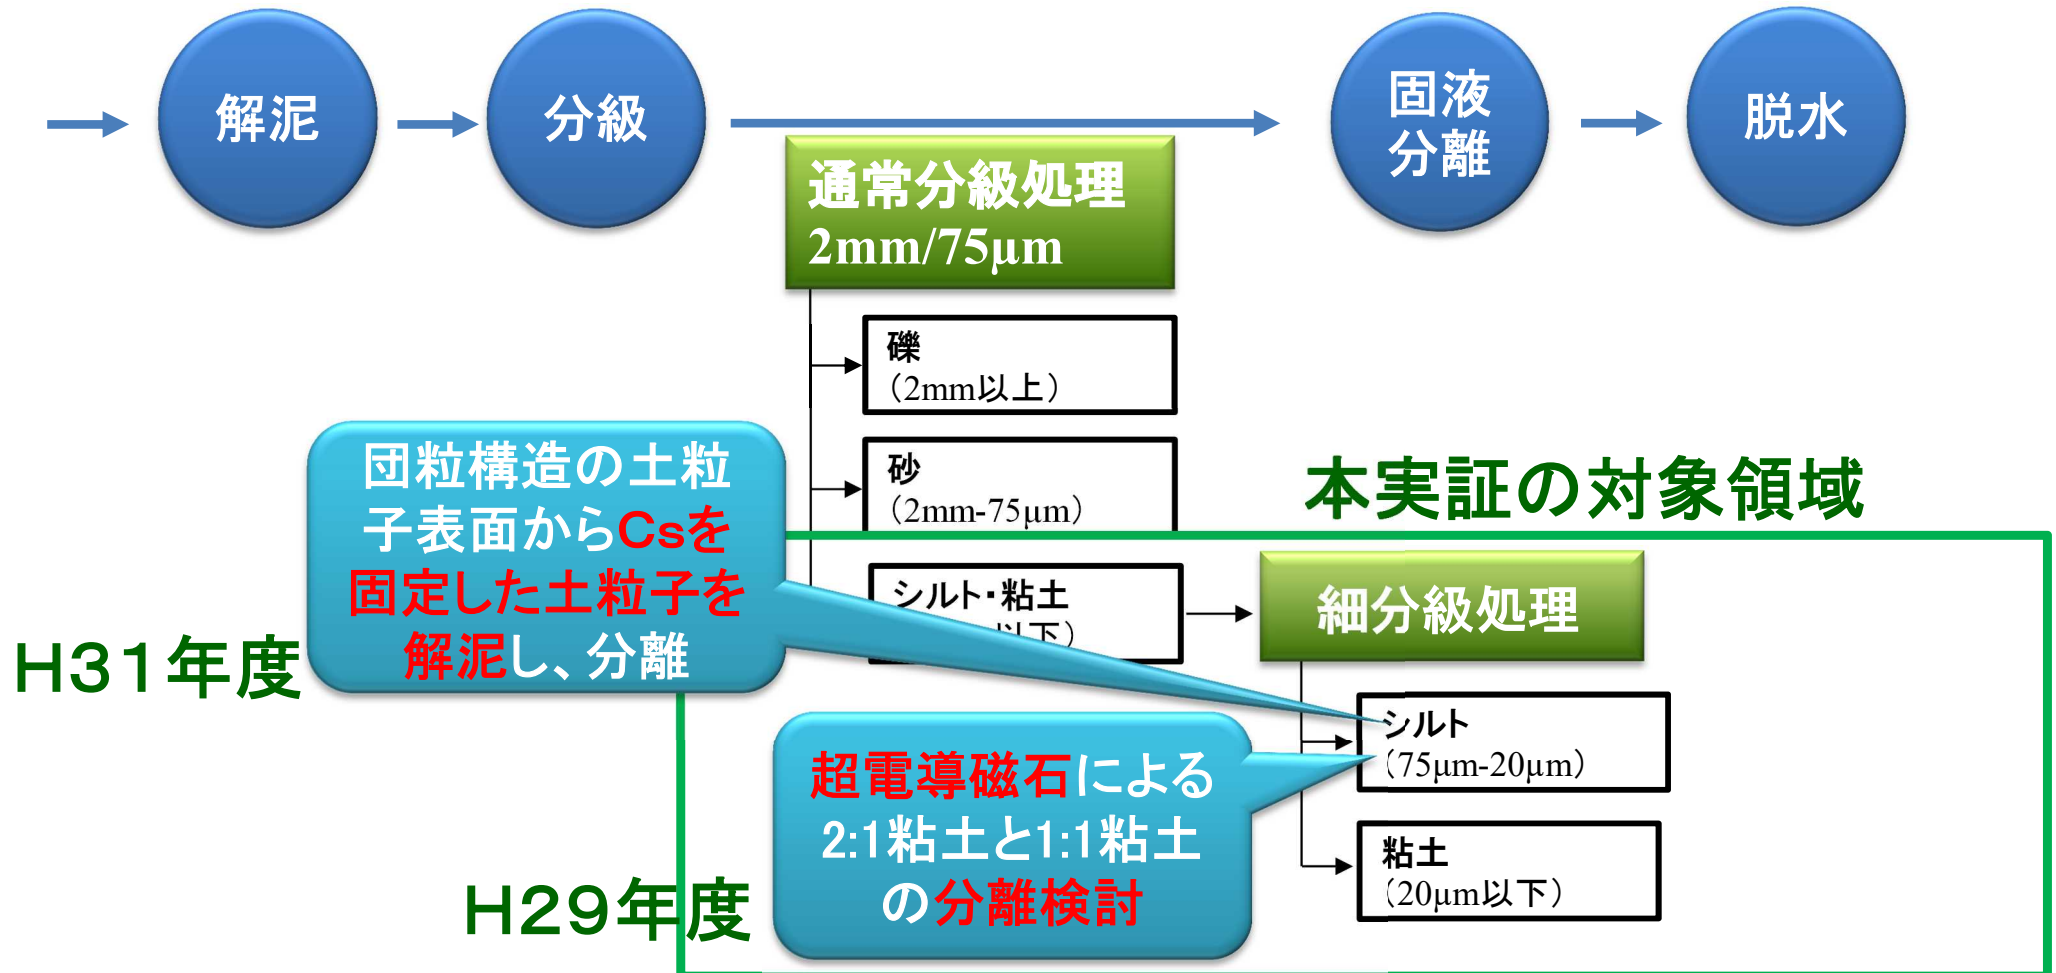 解泥
分級
固液
分離
脱水
通常分級処理
2mm/75μm
礫
（2mm以上）
砂
（2mm-75μm）
本実証の対象領域
シルト・粘土
以下）
細分級処理
シルト
（75μm-20μm）
粘土
（20μm以下）
H31年度
団粒構造の土粒
子表面からCsを
固定した土粒子を
解泥し、分離
H29年度
超電導磁石による
2:1粘土と1:1粘土
の分離検討